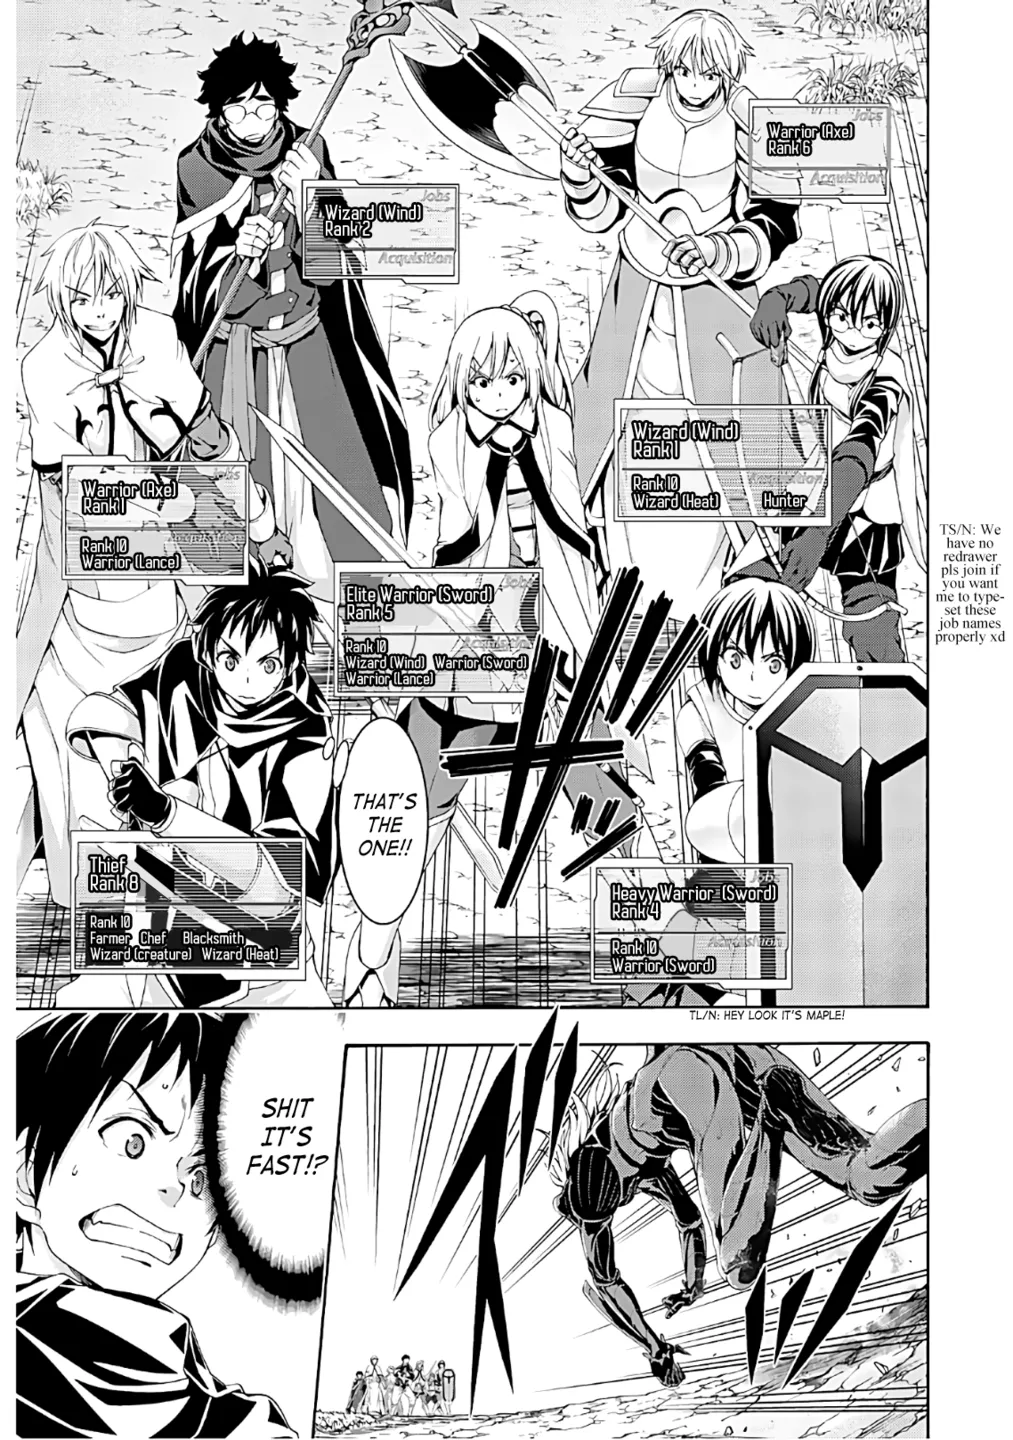 Jobs
Warrior (Axe)
Rank 6
Acquisition
Jobs
Wizard (Wind)
Rank 2
Acquisition
Wizard (Wind)
Rank 1
Acquisition
Rank 10
Wizard (Heat) Hunter
Jobs
Warrior (Axe)
Rank 1
Acquisition
Rank 10
Warrior (Lance)
Jobs
Elite Warrior (Sword)
Rank 5
Acquisition
Rank 10
Wizard (Wind) Warrior (Sword)
Warrior (Lance)
TS/N: We
have no
redrawer
pls join if
you want
me to type-
set these
job names
properly xd
THAT'S
THE
ONE!!
Thief
Rank 8
Rank 10
Farmer Chef Blacksmith
Wizard (creature) Wizard (Heat)
Jobs
Heavy Warrior (Sword)
Rank 4
Acquisition
Rank 10
Warrior (Sword)
TL/N: HEY LOOK IT'S MAPLE!
SHIT
IT'S
FAST!?